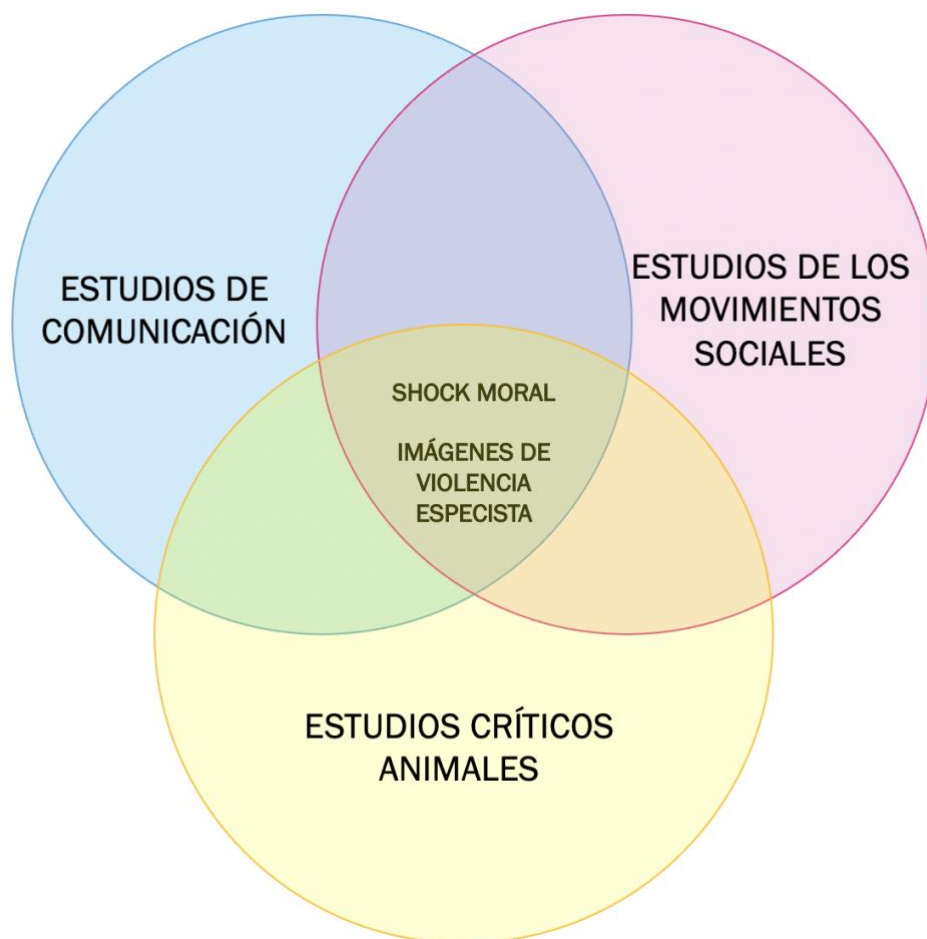 ESTUDIOS DE
COMUNICACIÓN
ESTUDIOS DE LOS
MOVIMIENTOS
SOCIALES
SHOCK MORAL
IMÁGENES DE
VIOLENCIA
ESPECISTA
ESTUDIOS CRÍTICOS
ANIMALES